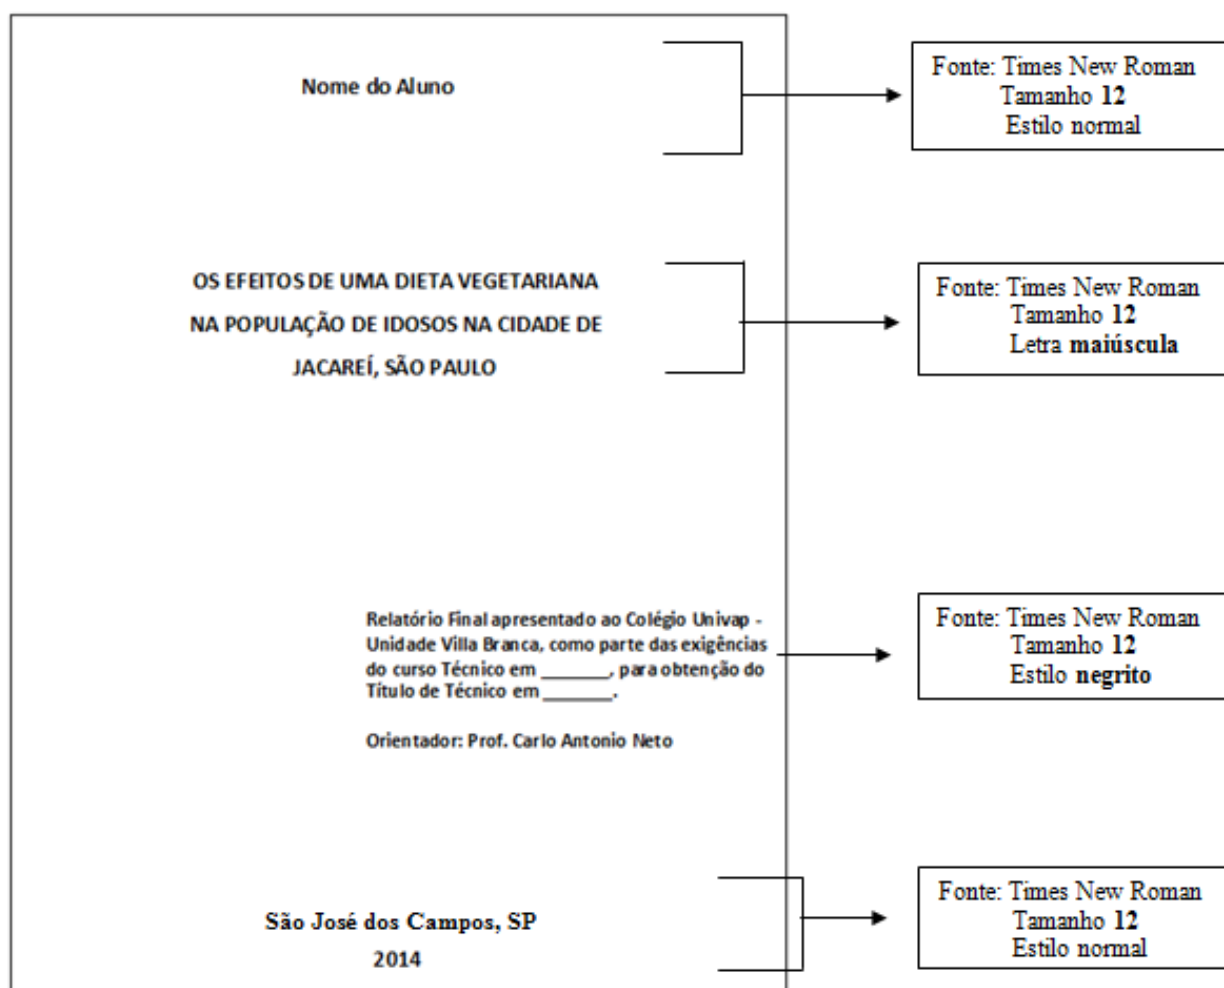 Nome do Aluno
Fonte: Times New Roman
Tamanho 12
Estilo normal
OS EFEITOS DE UMA DIETA VEGETARIANA
NA POPULAÇÃO DE IDOSOS NA CIDADE DE
JACAREÍ, SÃO PAULO
Fonte: Times New Roman
Tamanho 12
Letra maiúscula
Relatório Final apresentado ao Colégio Univap -
Unidade Villa Branca, como parte das exigências
do curso Técnico em _______, para obtenção do
Título de Técnico em _______.
Orientador: Prof. Carlo Antonio Neto
Fonte: Times New Roman
Tamanho 12
Estilo negrito
São José dos Campos, SP
2014
Fonte: Times New Roman
Tamanho 12
Estilo normal